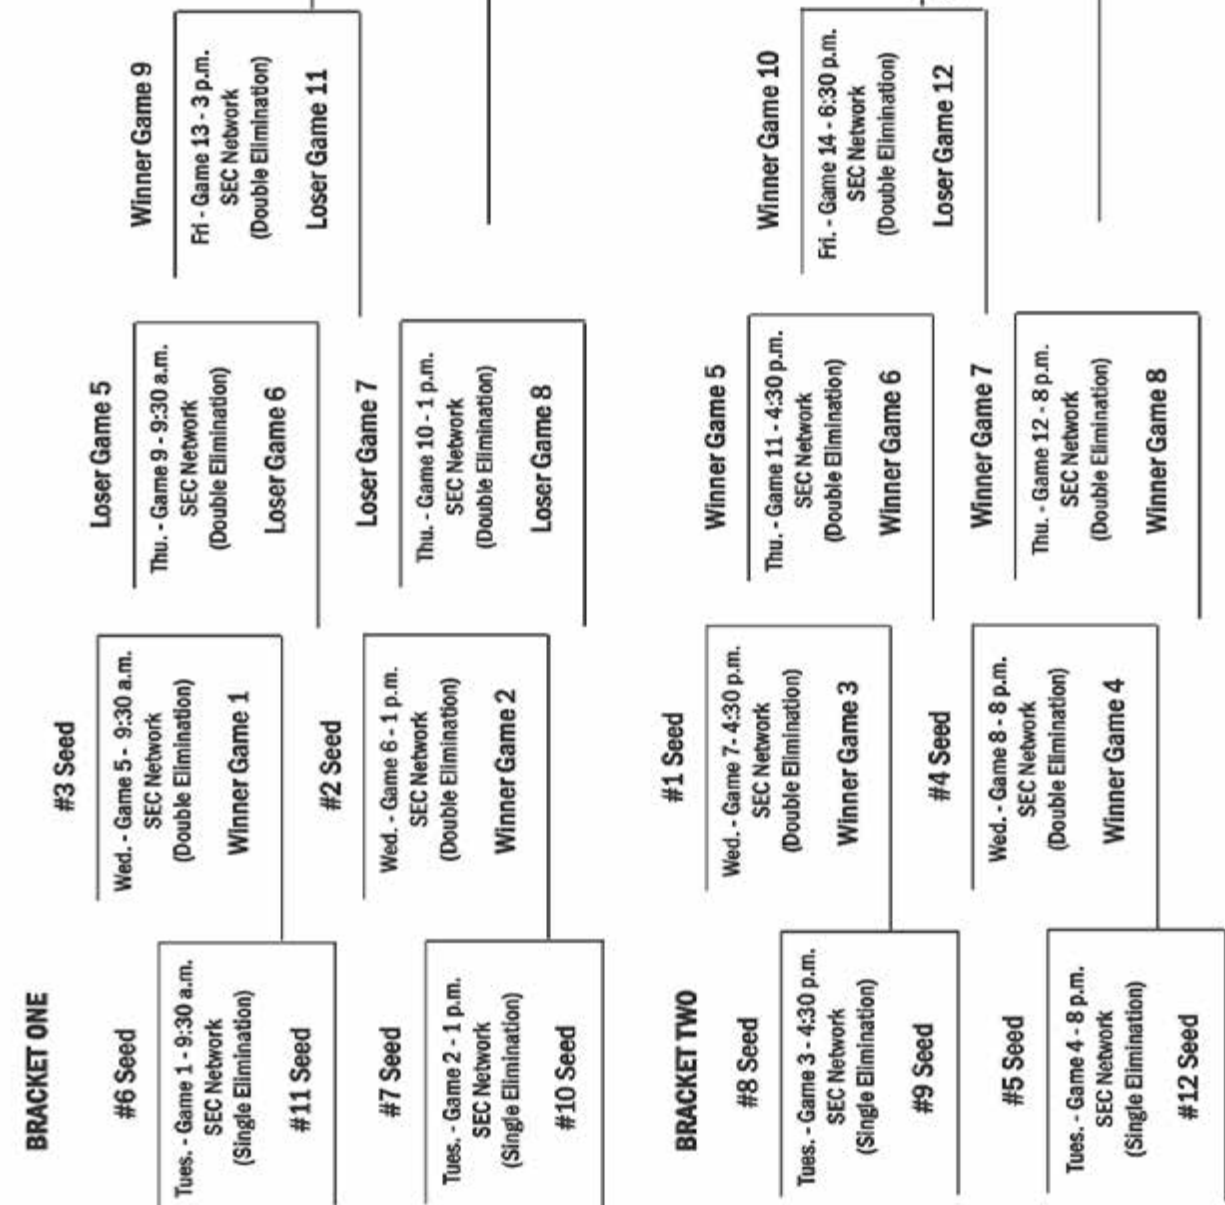 BRACKET ONE
#6 Seed
Tues. - Game 1 - 9:30 a.m.
SEC Network
(Single Elimination)
#11 Seed
#7 Seed
Tues. - Game 2 - 1 p.m.
SEC Network
(Single Elimination)
#10 Seed
#3 Seed
Wed. - Game 5 - 9:30 a.m.
SEC Network
(Double Elimination)
Winner Game 1
#2 Seed
Wed. - Game 6 - 1 p.m.
SEC Network
(Double Elimination)
Winner Game 2
Loser Game 5
Thu. - Game 9 - 9:30 a.m.
SEC Network
(Double Elimination)
Loser Game 6
Loser Game 7
Thu. - Game 10 - 1 p.m.
SEC Network
(Double Elimination)
Loser Game 8
Winner Game 9
Fri - Game 13 - 3 p.m.
SEC Network
(Double Elimination)
Loser Game 11
BRACKET TWO
#8 Seed
Tues. - Game 3 - 4:30 p.m.
SEC Network
(Single Elimination)
#9 Seed
#5 Seed
Tues. - Game 4 - 8 p.m.
SEC Network
(Single Elimination)
#12 Seed
#1 Seed
Wed. - Game 7- 4:30 p.m.
SEC Network
(Double Elimination)
Winner Game 3
#4 Seed
Wed. - Game 8 - 8 p.m.
SEC Network
(Double Elimination)
Winner Game 4
Winner Game 5
Thu. - Game 11 - 4:30 p.m.
SEC Network
(Double Elimination)
Winner Game 6
Winner Game 7
Thu. - Game 12 - 8 p.m.
SEC Network
(Double Elimination)
Winner Game 8
Winner Game 10
Fri. - Game 14 - 6:30 p.m.
SEC Network
(Double Elimination)
Loser Game 12